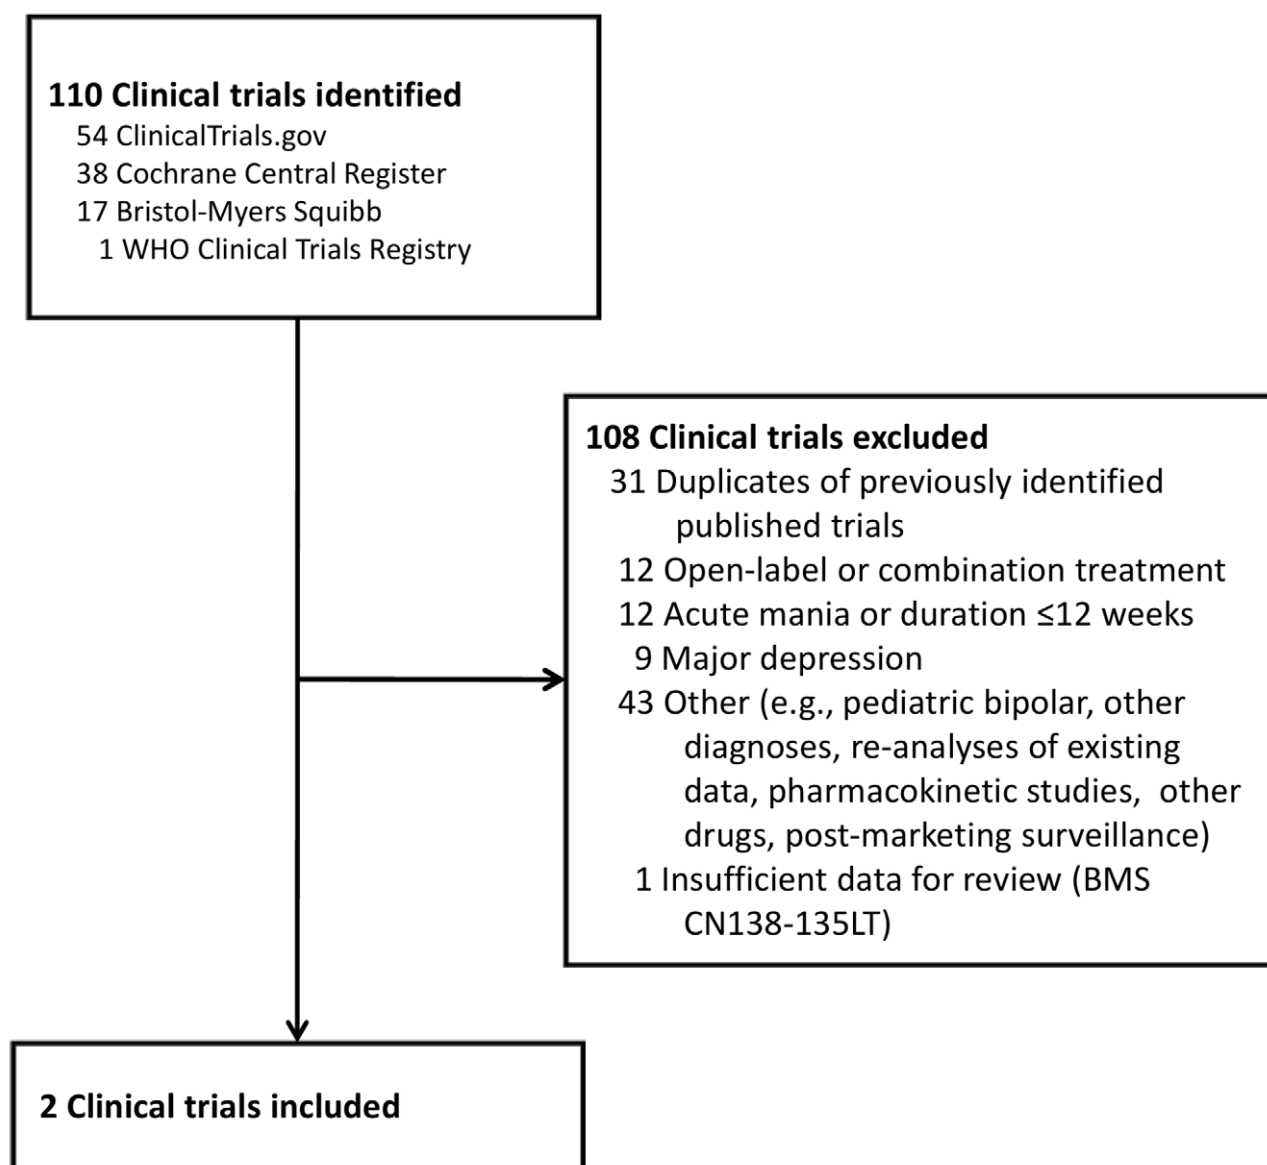 110 Clinical trials identified
54 ClinicalTrials.gov
38 Cochrane Central Register
17 Bristol-Myers Squibb
1 WHO Clinical Trials Registry
108 Clinical trials excluded
31 Duplicates of previously identified
published trials
12 Open-label or combination treatment
12 Acute mania or duration ≤12 weeks
9 Major depression
43 Other (e.g., pediatric bipolar, other
diagnoses, re-analyses of existing
data, pharmacokinetic studies, other
drugs, post-marketing surveillance)
1 Insufficient data for review (BMS
CN138-135LT)
2 Clinical trials included